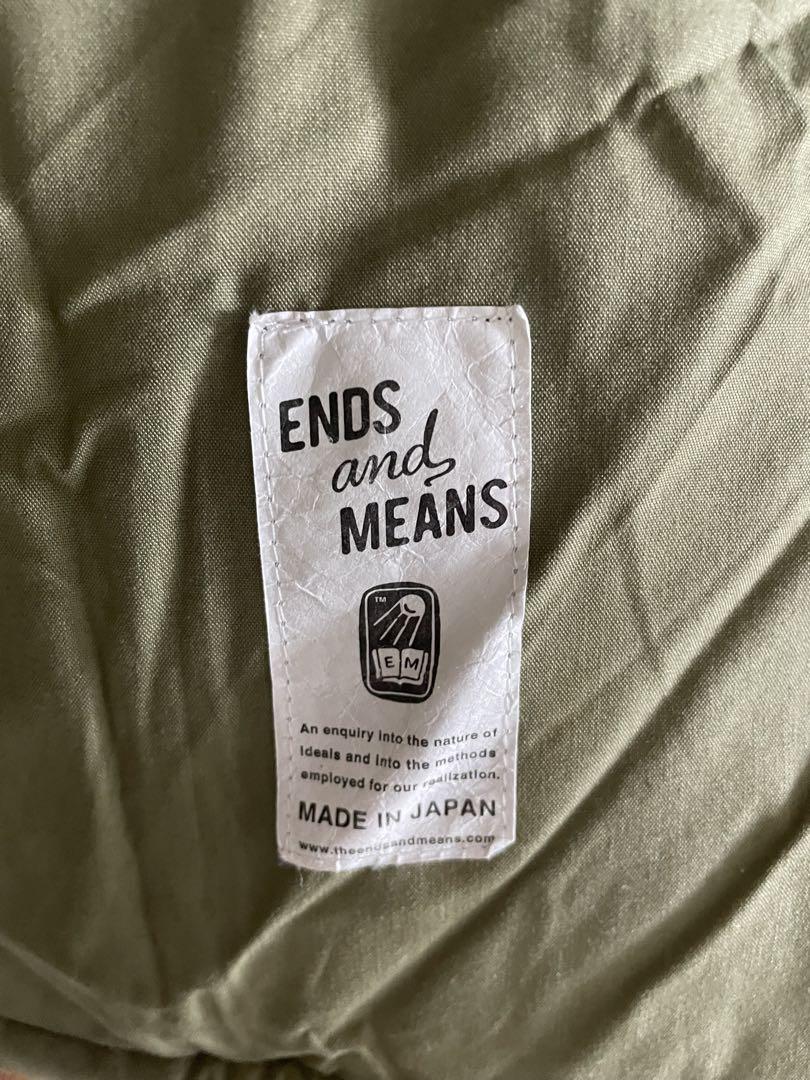 ENDS
and
MEANS
TM
E M
An enquiry into the nature of
Ideals and into the methods
employed for our realization.
MADE IN JAPAN
www.theendsandmeans.com